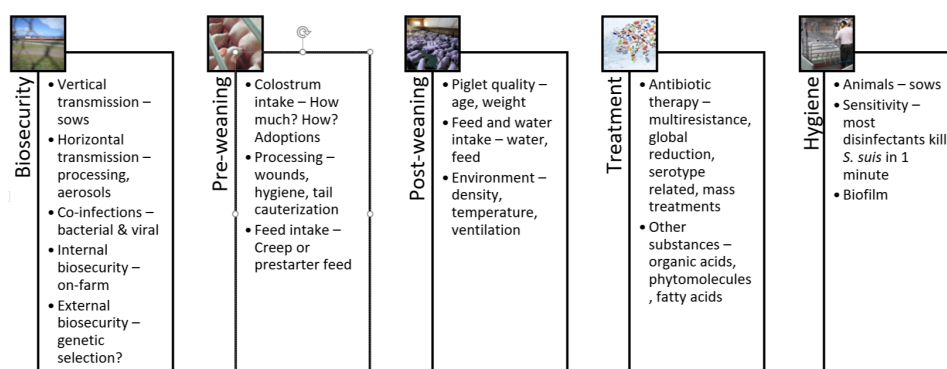 Biosecurity
• Vertical
transmission –
sows
• Horizontal
transmission –
processing,
aerosols
• Co-infections –
bacterial & viral
• Internal
biosecurity –
on-farm
• External
biosecurity –
genetic
selection?
Pre-weaning
• Colostrum
intake – How
much? How?
Adoptions
• Processing –
wounds,
hygiene, tail
cauterization
• Feed intake –
Creep or
prestarter feed
Post-weaning
• Piglet quality –
age, weight
• Feed and water
intake – water,
feed
• Environment –
density,
temperature,
ventilation
Treatment
• Antibiotic
therapy –
multiresistance,
global
reduction,
serotype
related, mass
treatments
• Other
substances –
organic acids,
phytomolecules
, fatty acids
Hygiene
• Animals – sows
• Sensitivity –
most
disinfectants kill
S. suis in 1
minute
• Biofilm